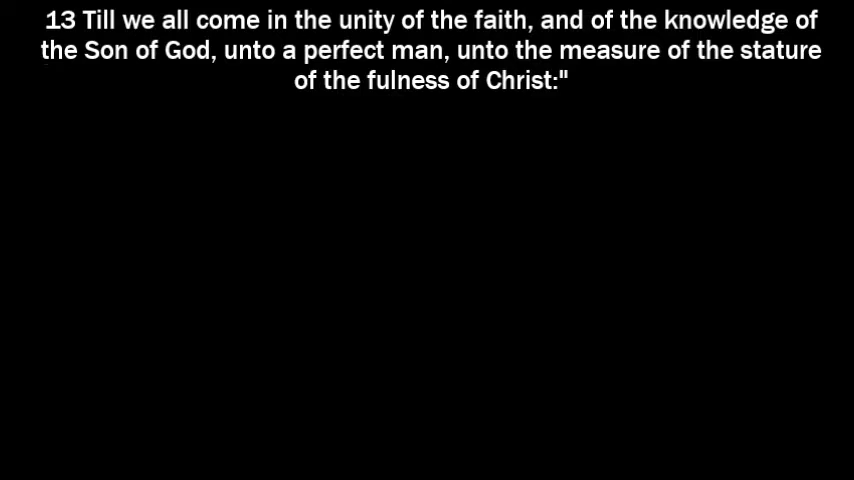 13 Till we all come in the unity of the faith, and of the knowledge of
the Son of God, unto a perfect man, unto the measure of the stature
of the fulness of Christ:"